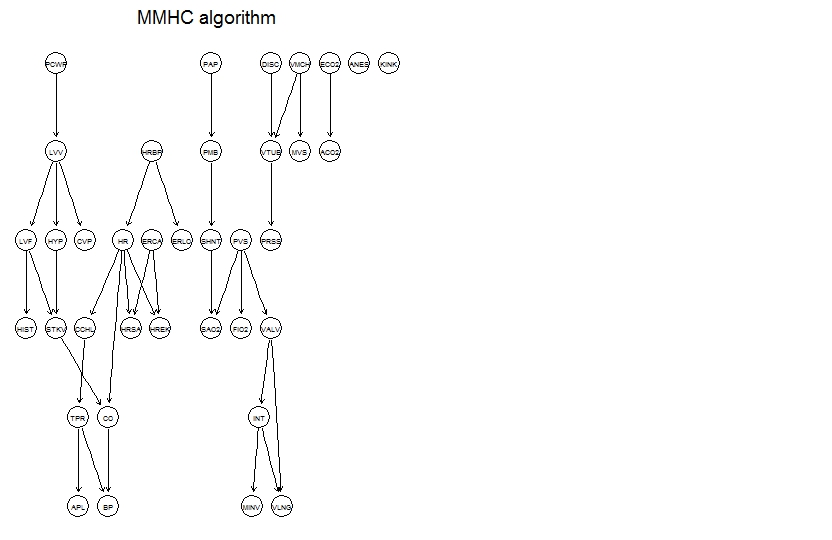 MMHC algorithm
PCWP PAP DISC VMCH ECO2 ANES KINK
LVV HRBP PMB VTUB MVS ACO2
LVF HYP CVP HR ERCA ERLO SHNT PVS PRSS
HIST STKV CCHL HRSA HREK SAO2 FIO2 VALV
TPR CO INT
APL BP MINV VLNG